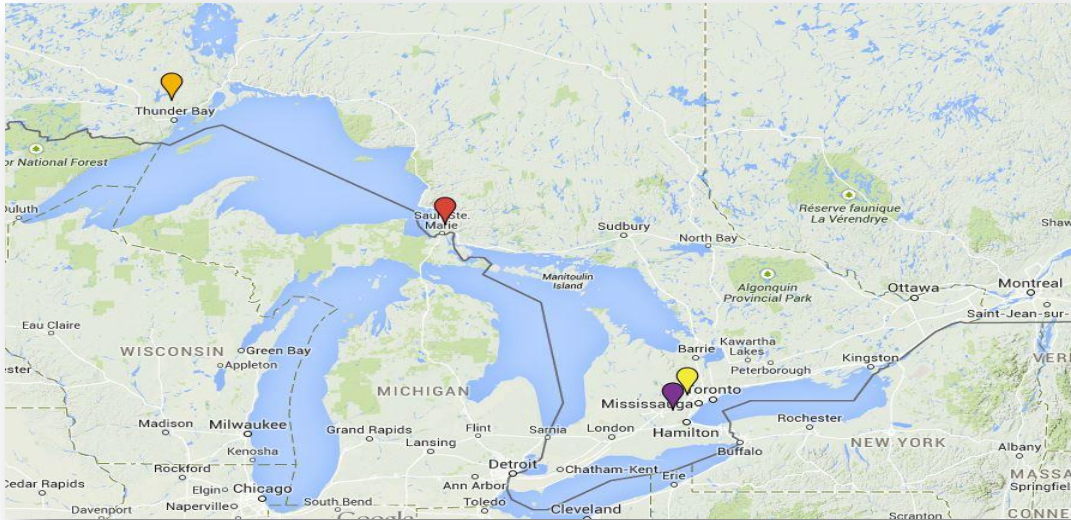 Thunder Bay
or National Forest
Duluth
Sault Ste.
Marie
Sudbury
North Bay
Réserve faunique
La Vérendrye
Shaw
Manitoulin
Island
Algonquin
Provincial Park
Ottawa
Montreal
Saint-Jean-sur-
Eau Claire
WISCONSIN
Green Bay
Appleton
Barrie
Kawartha
Lakes
Peterborough
Kingston
VER
ester
MICHIGAN
Toronto
Mississauga
Hamilton
Rochester
Madison
Milwaukee
Grand Rapids
Flint
Sarnia
London
Buffalo
NEW YORK
Albany
Kenosha
Lansing
Detroit
Chatham-Kent
Erie
MASSA
Springfiel
Rockford
Ann Arbor
Cedar Rapids
Elgin
Chicago
Naperville
South Bend
Toledo
Cleveland
Davenport
Google
Scranton
CONNE